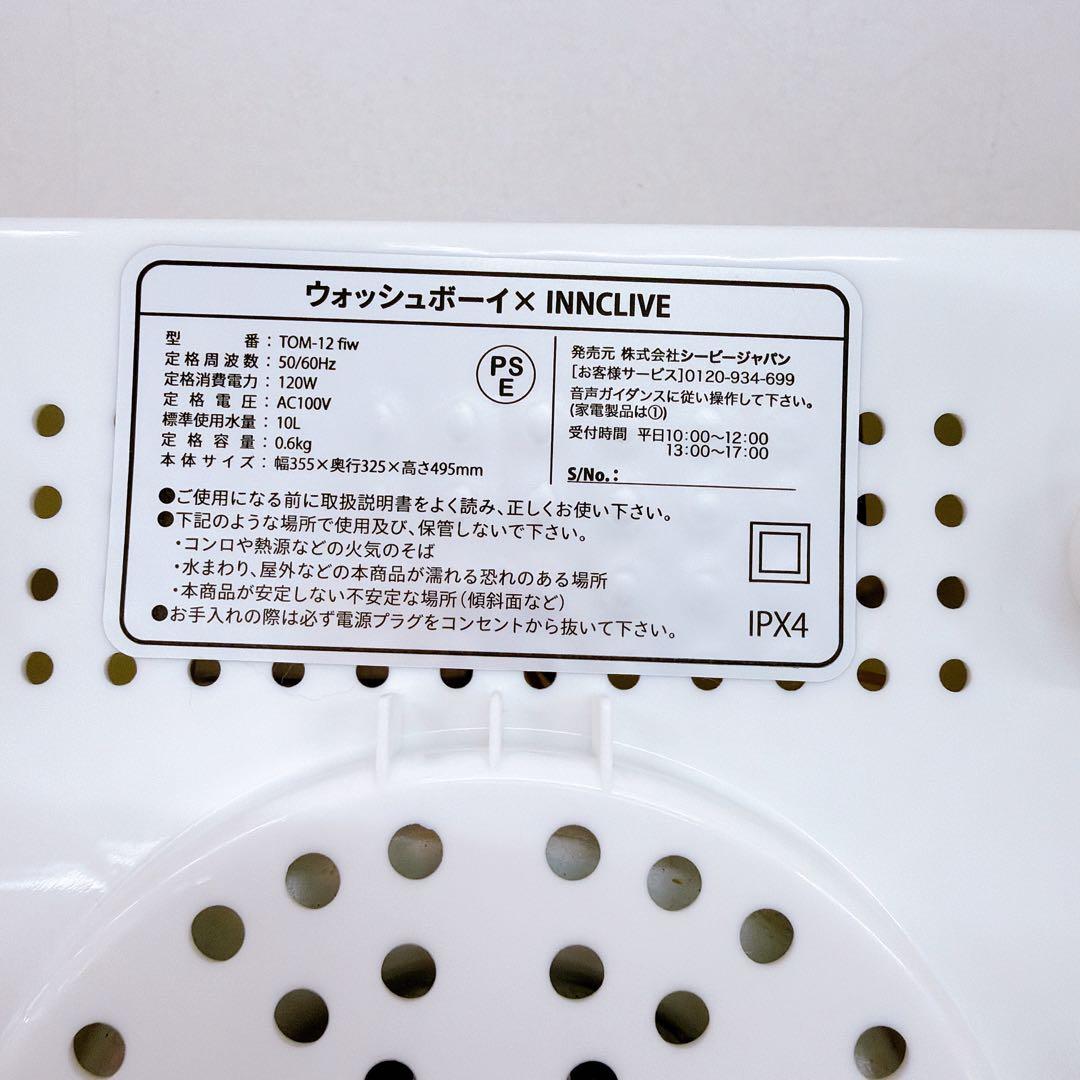 ウォッシュボーイ× INNCLIVE
型番：TOM-12 fiw
定格周波数：50/60Hz
定格消費電力：120W
定格電圧：AC100V
標準使用水量：10L
定格容量：0.6kg
本体サイズ：幅355×奥行325×高さ495mm
PS
E
発売元 株式会社シービージャパン
[お客様サービス]0120-934-699
音声ガイダンスに従い操作して下さい。
(家電製品は①)
受付時間 平日10:00～12:00
13:00～17:00
S/No.：
●ご使用になる前に取扱説明書をよく読み、正しくお使い下さい。
●下記のような場所で使用及び、保管しないで下さい。
・コンロや熱源などの火気のそば
・水まわり、屋外などの本商品が濡れる恐れのある場所
・本商品が安定しない不安定な場所（傾斜面など）
●お手入れの際は必ず電源プラグをコンセントから抜いて下さい。
IPX4